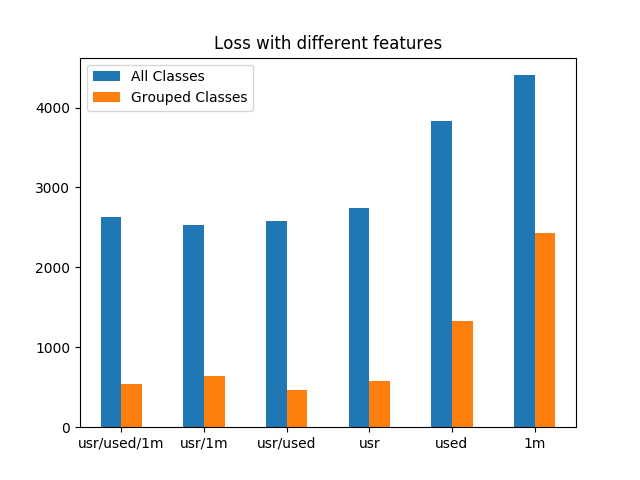 Loss with different features
All Classes
Grouped Classes
4000
3000
2000
1000
0
usr/used/1m usr/1m usr/used usr used 1m